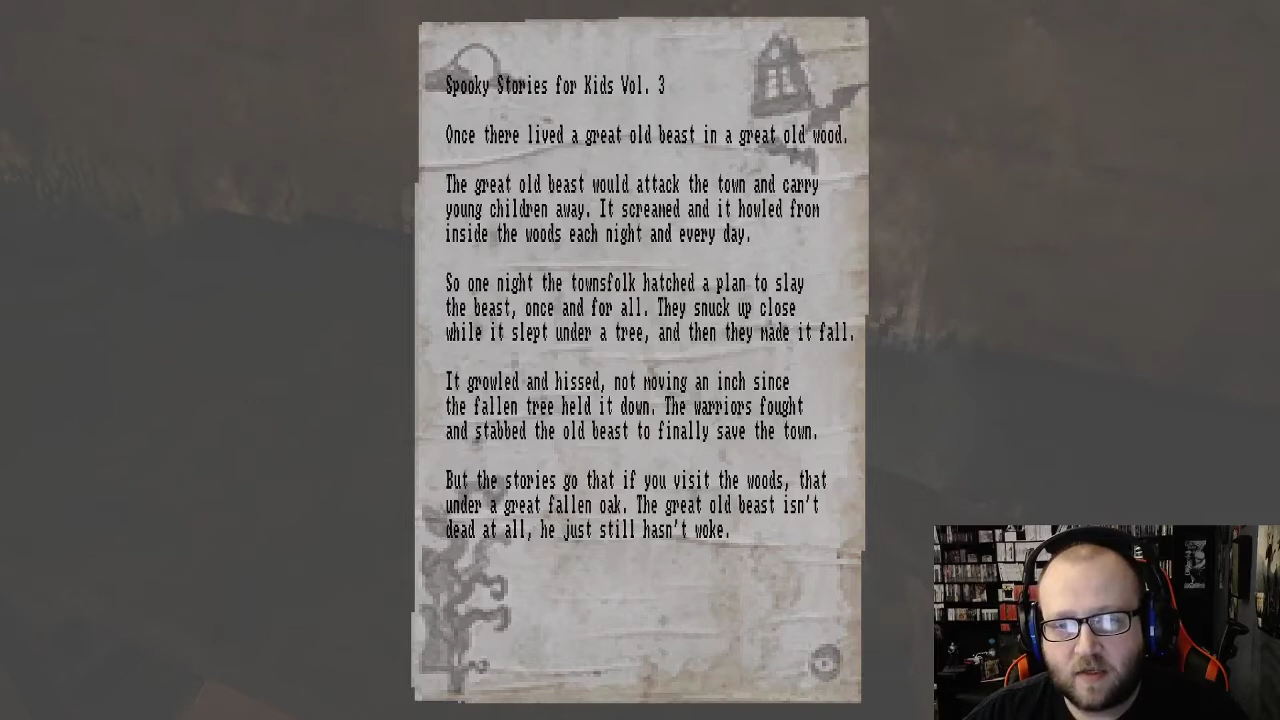 Spooky Stories for Kids Vol. 3
Once there lived a great old beast in a great old wood.
The great old beast would attack the town and carry
young children away. It screamed and it howled from
inside the woods each night and every day.
So one night the townsfolk hatched a plan to slay
the beast, once and for all. They snuck up close
while it slept under a tree, and then they made it fall.
It growled and hissed, not moving an inch since
the fallen tree held it down. The warriors fought
and stabbed the old beast to finally save the town.
But the stories go that if you visit the woods, that
under a great fallen oak. The great old beast isn't
dead at all, he just still hasn't woke.